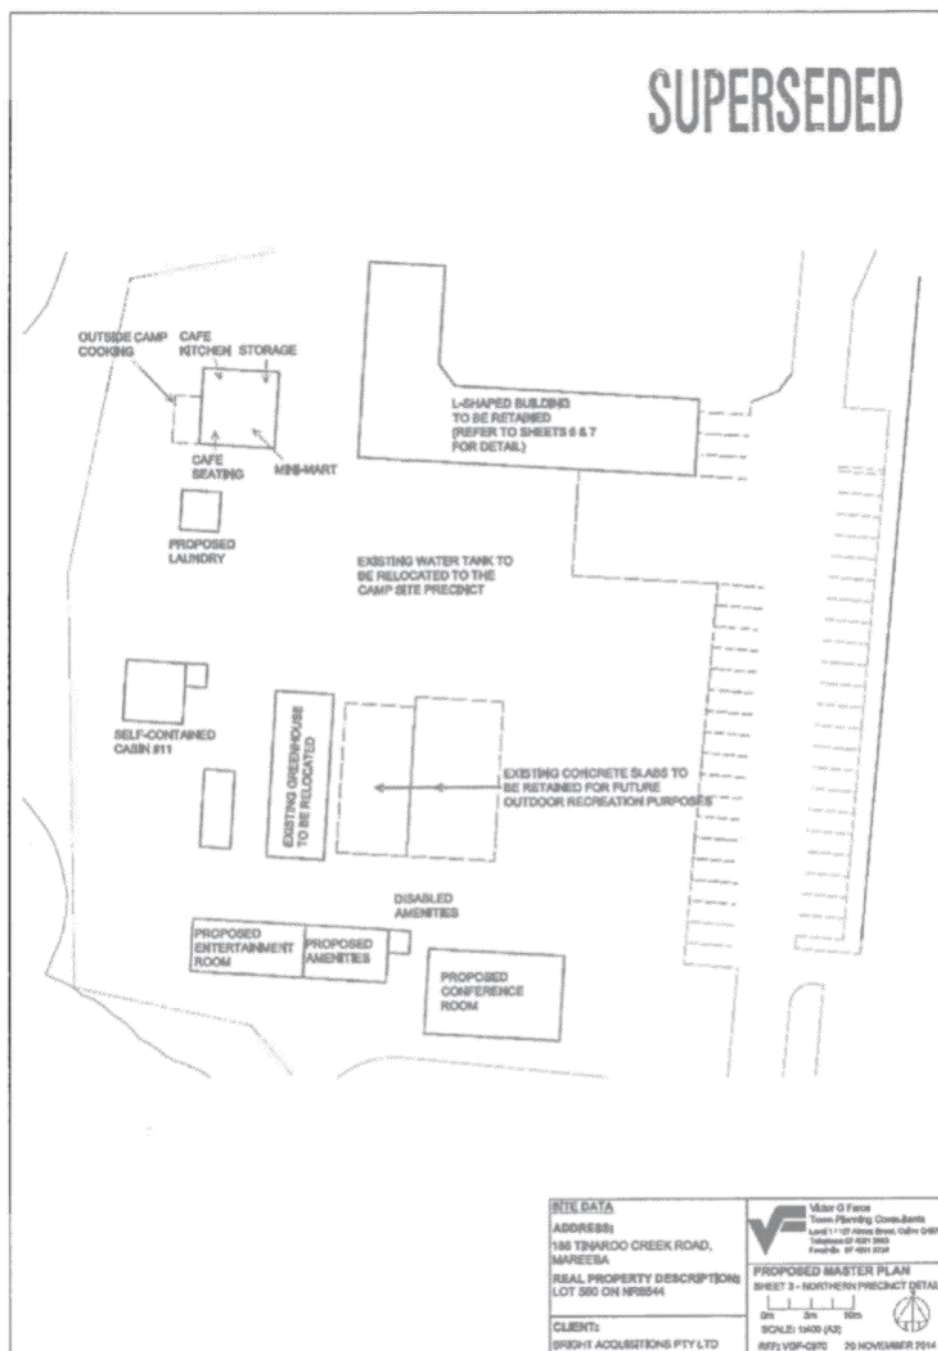 SUPERSEDED
OUTSIDE CAMP
COOKING
CAFE
KITCHEN
STORAGE
CAFE
SEATING
MINI-MART
L-SHAPED BUILDING
TO BE RETAINED
(REFER TO SHEETS 6 & 7
FOR DETAIL)
PROPOSED
LAUNDRY
EXISTING WATER TANK TO
BE RELOCATED TO THE
CAMP SITE PRECINCT
SELF-CONTAINED
CABIN #11
EXISTING GREENHOUSE
TO BE RELOCATED
EXISTING CONCRETE SLABS TO
BE RETAINED FOR FUTURE
OUTDOOR RECREATION PURPOSES
DISABLED
AMENITIES
PROPOSED
ENTERTAINMENT
ROOM
PROPOSED
AMENITIES
PROPOSED
CONFERENCE
ROOM
SITE DATA
ADDRESS:
TINAROO CREEK ROAD,
MAREEBA
REAL PROPERTY DESCRIPTION:
LOT ON
CLIENT:
BRIGHT ACQUISITIONS PTY LTD
Victor G Feros
Town Planning Consultants
PROPOSED MASTER PLAN
SHEET 3 - NORTHERN PRECINCT DETAIL
0m 5m 10m
SCALE: 1:400 (A3)
REF: 20 NOVEMBER 2014